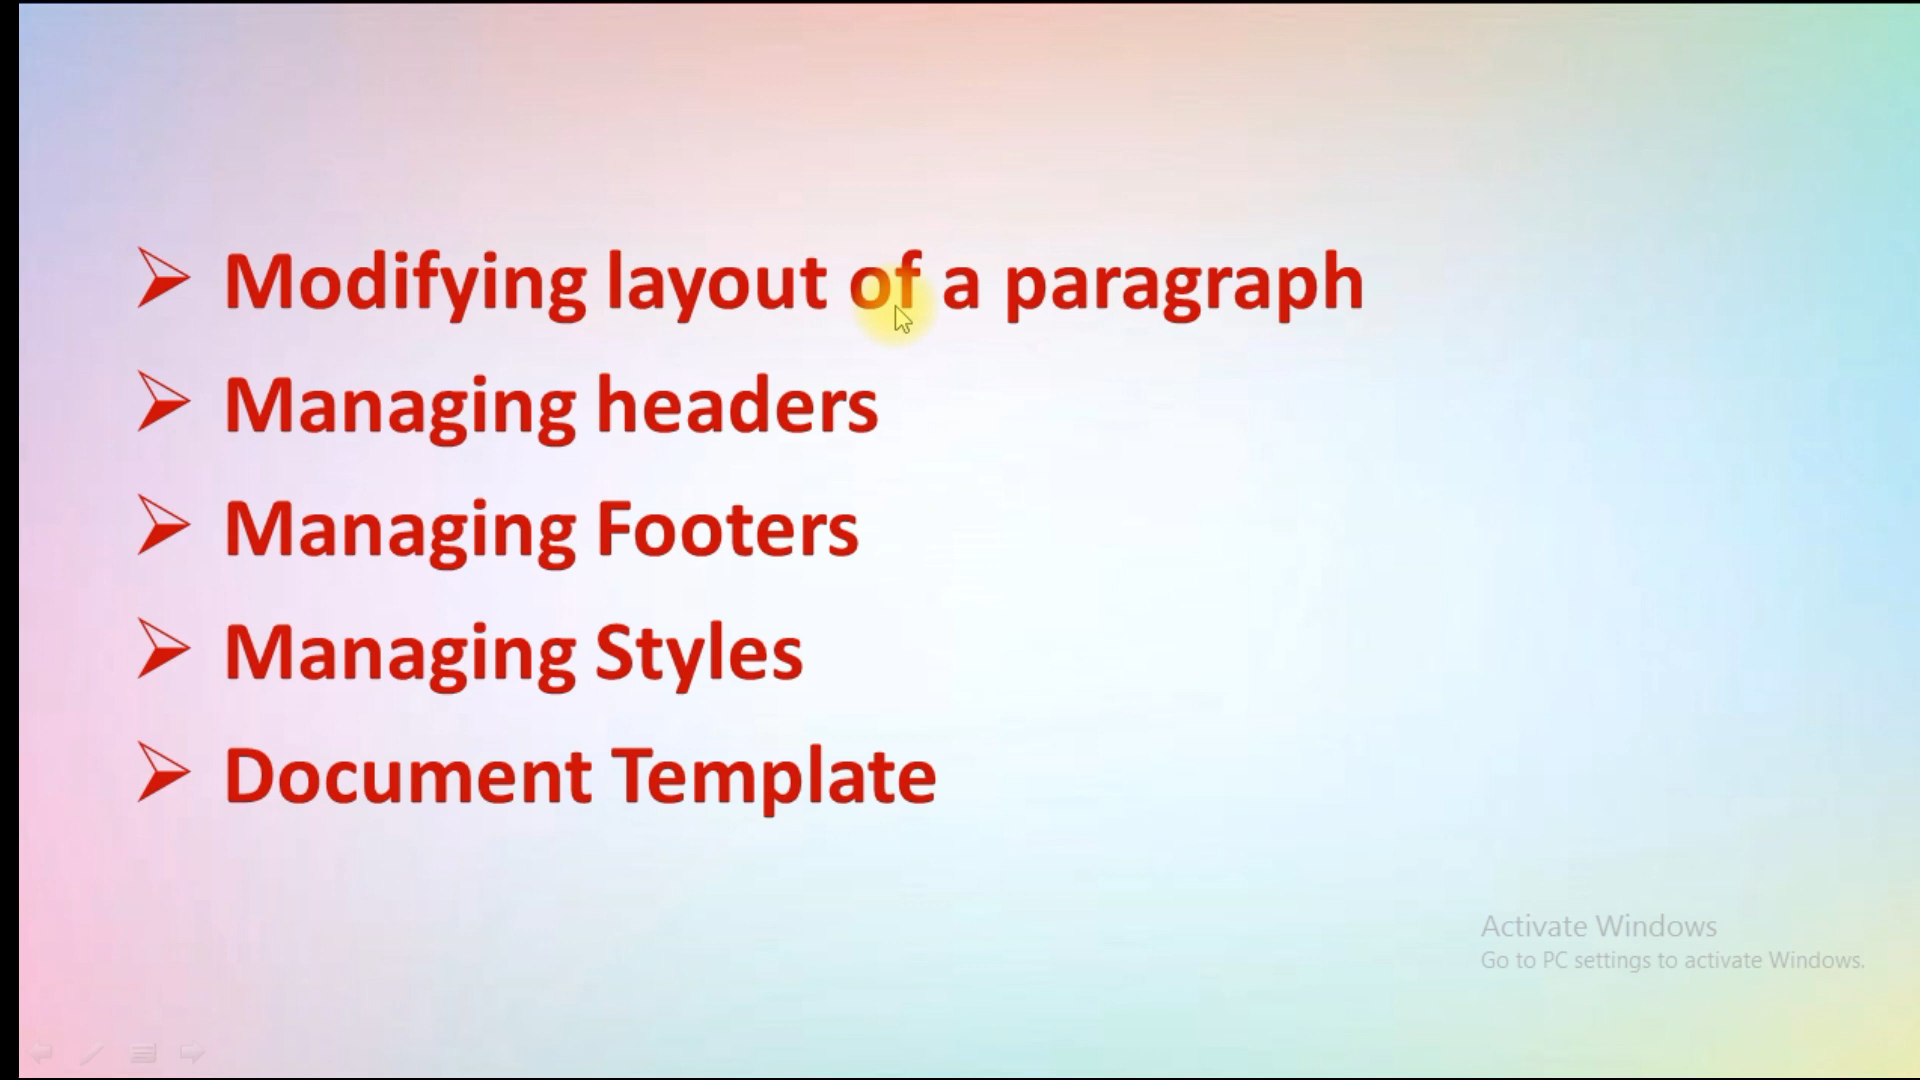 Modifying layout of a paragraph
Managing headers
Managing Footers
Managing Styles
Document Template
Activate Windows
Go to PC settings to activate Windows.